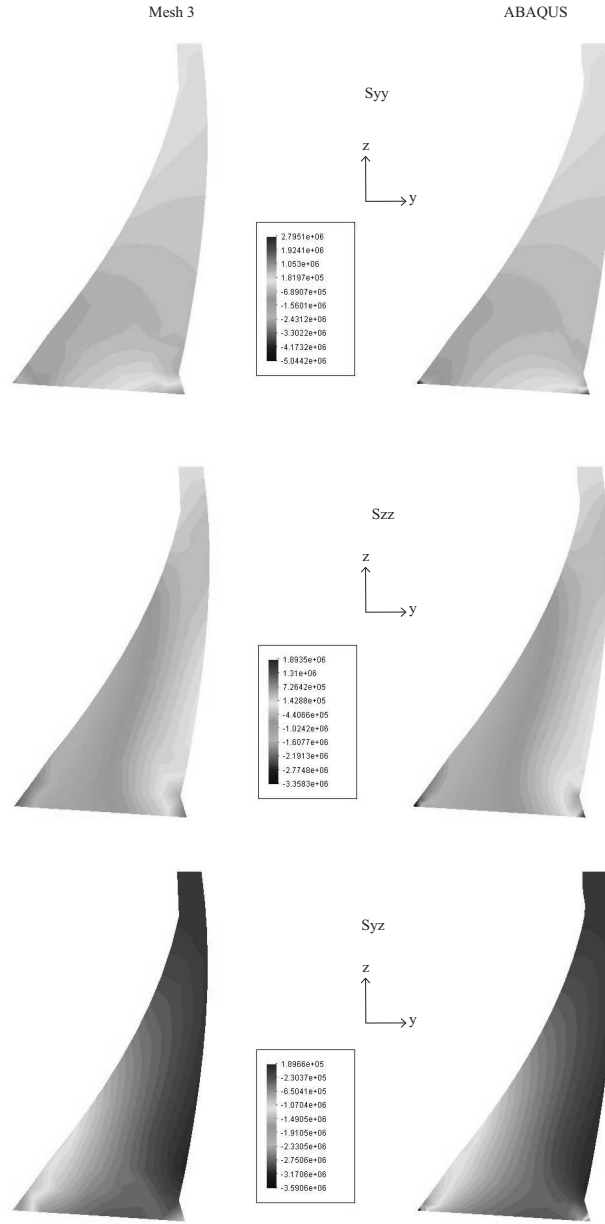 Mesh 3 ABAQUS
Syy
z
y
2.7951e+06
1.9241e+06
1.053e+06
1.8197e+05
-6.8907e+05
-1.5601e+06
-2.4312e+06
-3.3022e+06
-4.1732e+06
-5.0442e+06
Szz
z
y
1.8935e+06
1.31e+06
7.2642e+05
1.4288e+05
-4.4066e+05
-1.0242e+06
-1.6077e+06
-2.1913e+06
-2.7748e+06
-3.3583e+06
Syz
z
y
1.8966e+05
-2.3037e+05
-6.5041e+05
-1.0704e+06
-1.4905e+06
-1.9105e+06
-2.3305e+06
-2.7506e+06
-3.1706e+06
-3.5906e+06